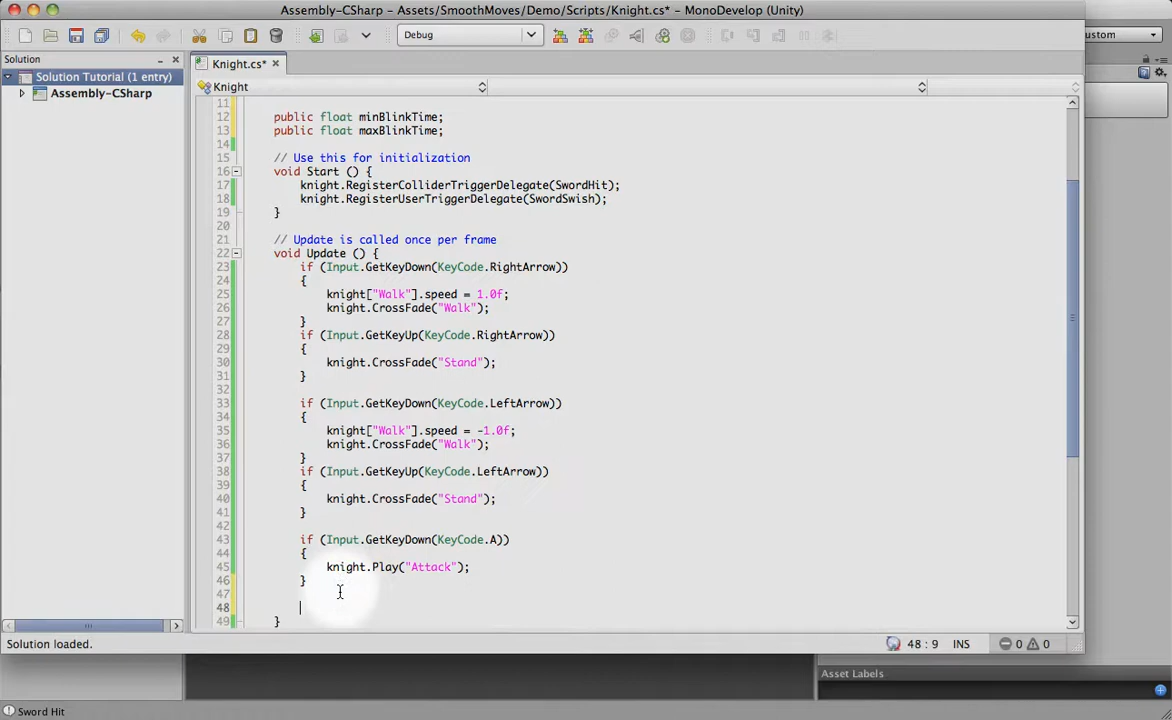 Assembly-CSharp - Assets/SmoothMoves/Demo/Scripts/Knight.cs* - MonoDevelop (Unity)
Debug
ustom
Solution
Knight.cs*
Solution Tutorial (1 entry)
Assembly-CSharp
Knight
11
12 public float minBlinkTime;
13 public float maxBlinkTime;
14
15 // Use this for initialization
16 void Start () {
17 knight.RegisterColliderTriggerDelegate(SwordHit);
18 knight.RegisterUserTriggerDelegate(SwordSwish);
19 }
20
21 // Update is called once per frame
22 void Update () {
23 if (Input.GetKeyDown(KeyCode.RightArrow))
24 {
25 knight["Walk"].speed = 1.0f;
26 knight.CrossFade("Walk");
27 }
28 if (Input.GetKeyUp(KeyCode.RightArrow))
29 {
30 knight.CrossFade("Stand");
31 }
32
33 if (Input.GetKeyDown(KeyCode.LeftArrow))
34 {
35 knight["Walk"].speed = -1.0f;
36 knight.CrossFade("Walk");
37 }
38 if (Input.GetKeyUp(KeyCode.LeftArrow))
39 {
40 knight.CrossFade("Stand");
41 }
42
43 if (Input.GetKeyDown(KeyCode.A))
44 {
45 knight.Play("Attack");
46 }
47
48
49 }
Solution loaded.
48 : 9 INS 0 0
Asset Labels
Sword Hit